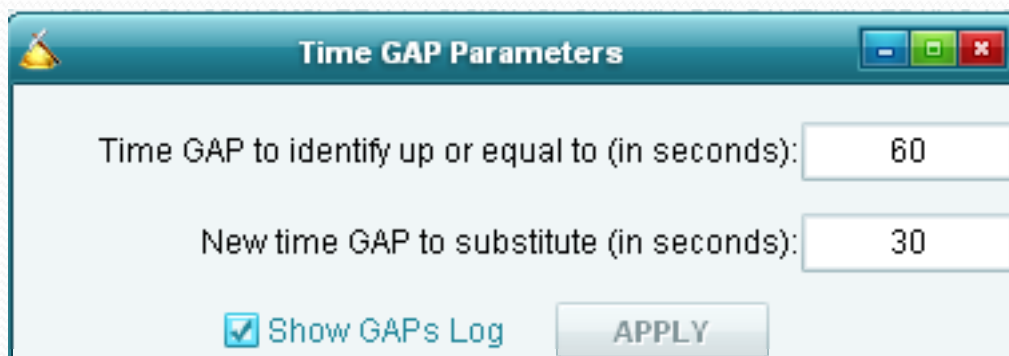 Time GAP Parameters
Time GAP to identify up or equal to (in seconds): 60
New time GAP to substitute (in seconds): 30
Show GAPs Log APPLY